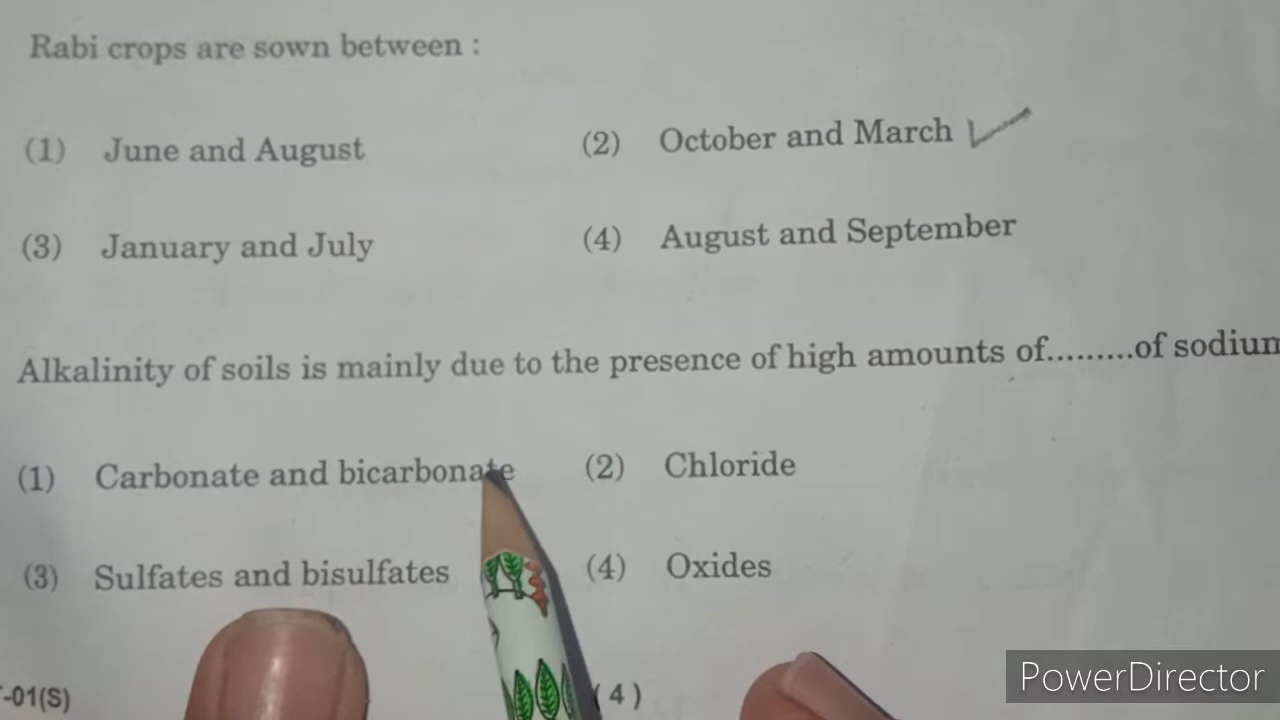 Rabi crops are sown between :
(1) June and August (2) October and March
(3) January and July (4) August and September
Alkalinity of soils is mainly due to the presence of high amounts of.........of sodium
(1) Carbonate and bicarbonate (2) Chloride
(3) Sulfates and bisulfates (4) Oxides
-01(S) ( 4 )
PowerDirector